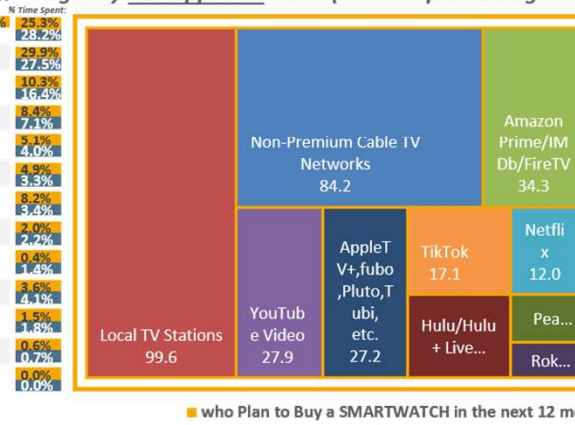 % Time Spent:
%
25.3%
28.2%
29.9%
27.5%
10.3%
16.4%
8.4%
7.1%
5.1%
4.0%
4.9%
3.3%
8.2%
3.4%
2.0%
2.2%
0.4%
1.4%
3.6%
4.1%
1.5%
1.8%
0.6%
0.7%
0.0%
0.0%
Local TV Stations
99.6
Non-Premium Cable TV
Networks
84.2
Amazon
Prime/IM
Db/FireTV
34.3
YouTub
e Video
27.9
AppleT
V+,fubo
,Pluto,T
ubi,
etc.
27.2
TikTok
17.1
Netfli
x
12.0
Hulu/Hulu
+ Live...
Pea...
Rok...
who Plan to Buy a SMARTWATCH in the next 12 mo